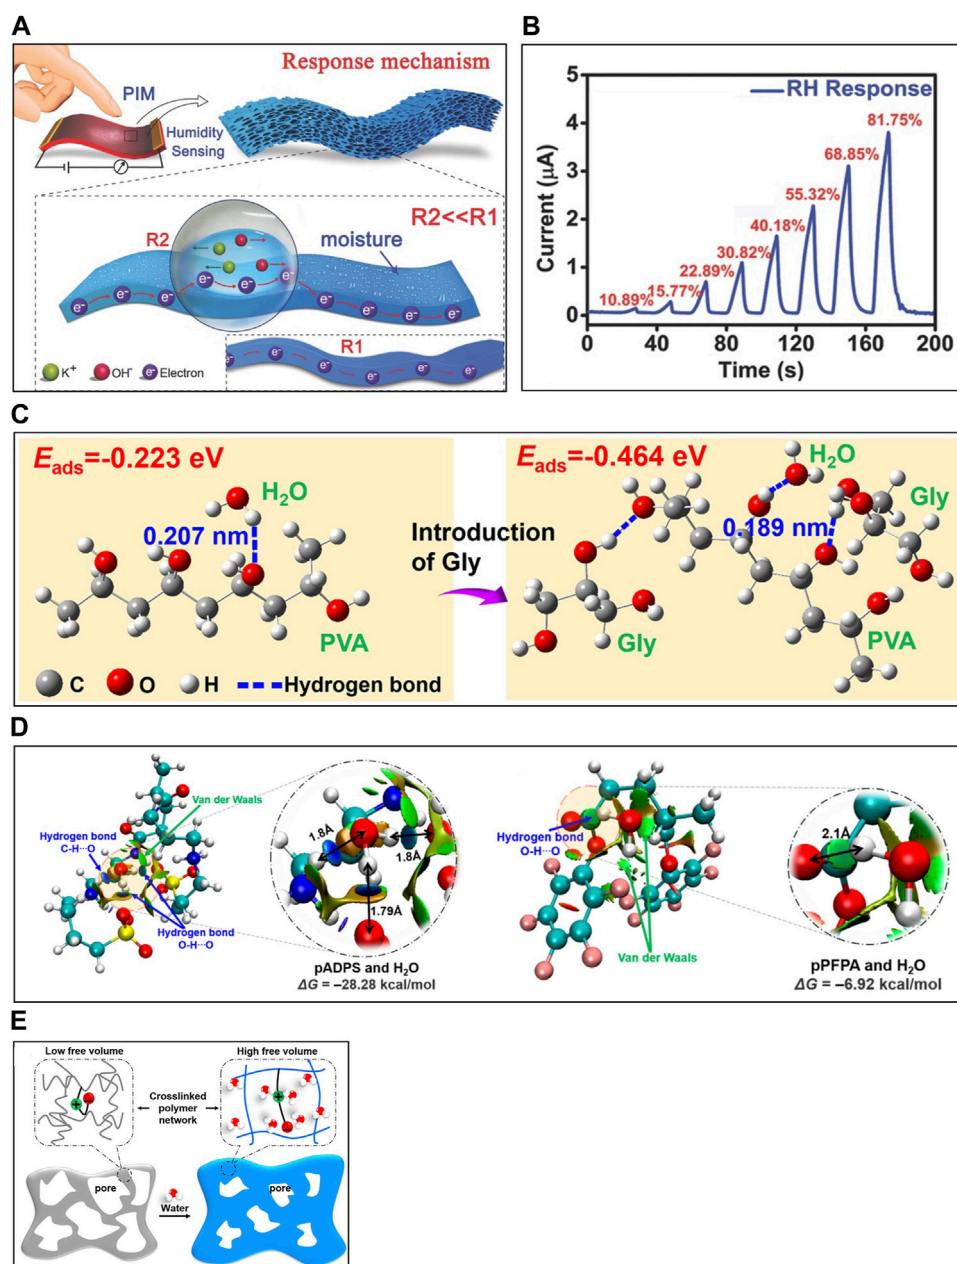 A
Response mechanism
PIM
Humidity
Sensing
R2<<R1
R2
moisture
e⁻ e⁻ e⁻ e⁻ e⁻ e⁻ e⁻ e⁻ e⁻
R1
e⁻ e⁻ e⁻ e⁻ e⁻ e⁻
K⁺ OH⁻ e⁻ Electron
B
5
4
3
2
1
0
Current (μA)
RH Response
10.89%
15.77%
22.89%
30.82%
40.18%
55.32%
68.85%
81.75%
0 40 80 120 160 200
Time (s)
C
Eads=-0.223 eV
H₂O
0.207 nm
PVA
C O H Hydrogen bond
Introduction
of Gly
Eads=-0.464 eV
H₂O
Gly
0.189 nm
Gly
PVA
D
Van der Waals
Hydrogen bond
C-H···O
Hydrogen bond
O-H···O
1.8Å
1.8Å
1.79Å
pADPS and H₂O
ΔG = −28.28 kcal/mol
Hydrogen bond
O-H···O
Van der Waals
2.1Å
pPFPA and H₂O
ΔG = −6.92 kcal/mol
E
Low free volume
High free volume
Crosslinked
polymer
network
+ −
+ −
pore
Water
pore